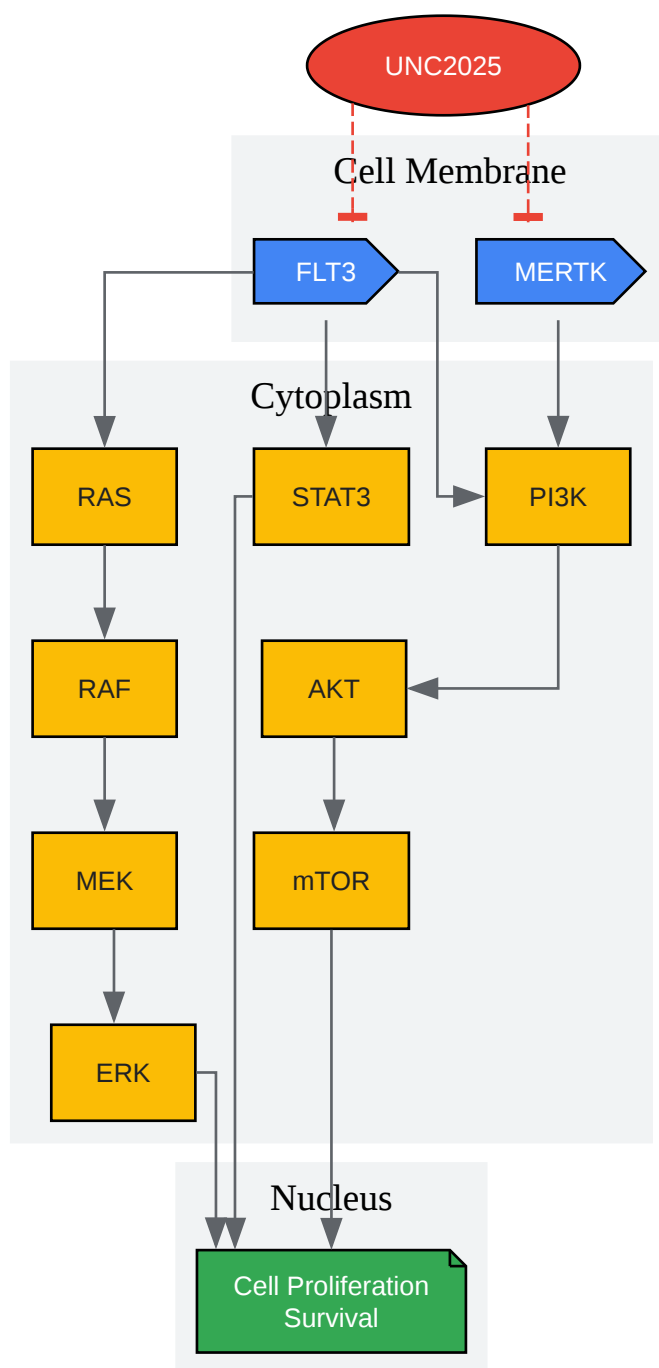 UNC2025
Cell Membrane
FLT3
MERTK
Cytoplasm
RAS
STAT3
PI3K
RAF
AKT
MEK
mTOR
ERK
Nucleus
Cell Proliferation
Survival